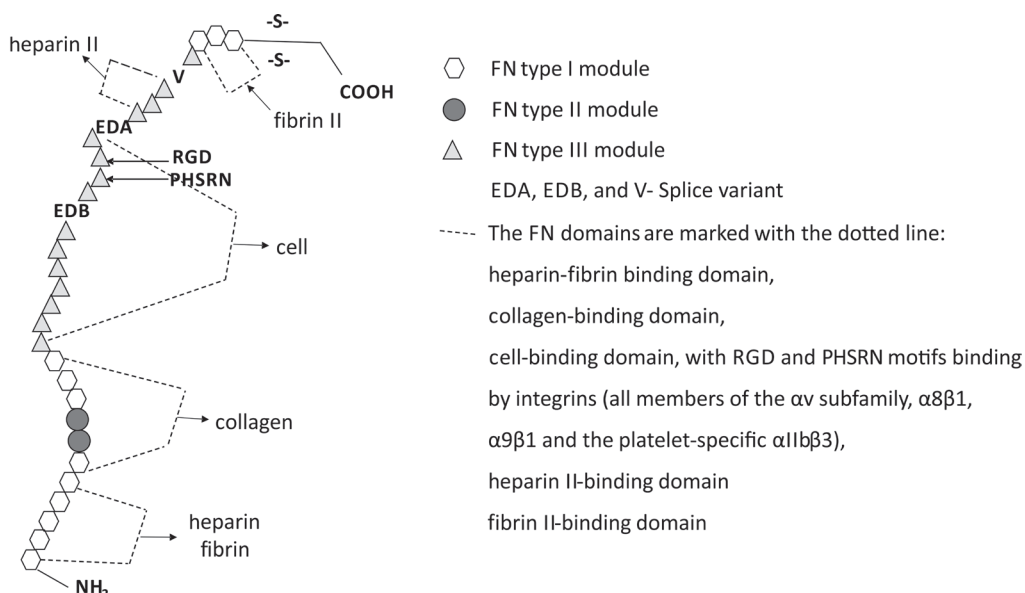 -S-
heparin II
-S-
V
COOH
fibrin II
EDA
RGD
PHSRN
EDB
cell
collagen
heparin
fibrin
NH₂
FN type I module
FN type II module
FN type III module
EDA, EDB, and V- Splice variant
The FN domains are marked with the dotted line:
heparin-fibrin binding domain,
collagen-binding domain,
cell-binding domain, with RGD and PHSRN motifs binding
by integrins (all members of the αv subfamily, α8β1,
α9β1 and the platelet-specific αIIbβ3),
heparin II-binding domain
fibrin II-binding domain